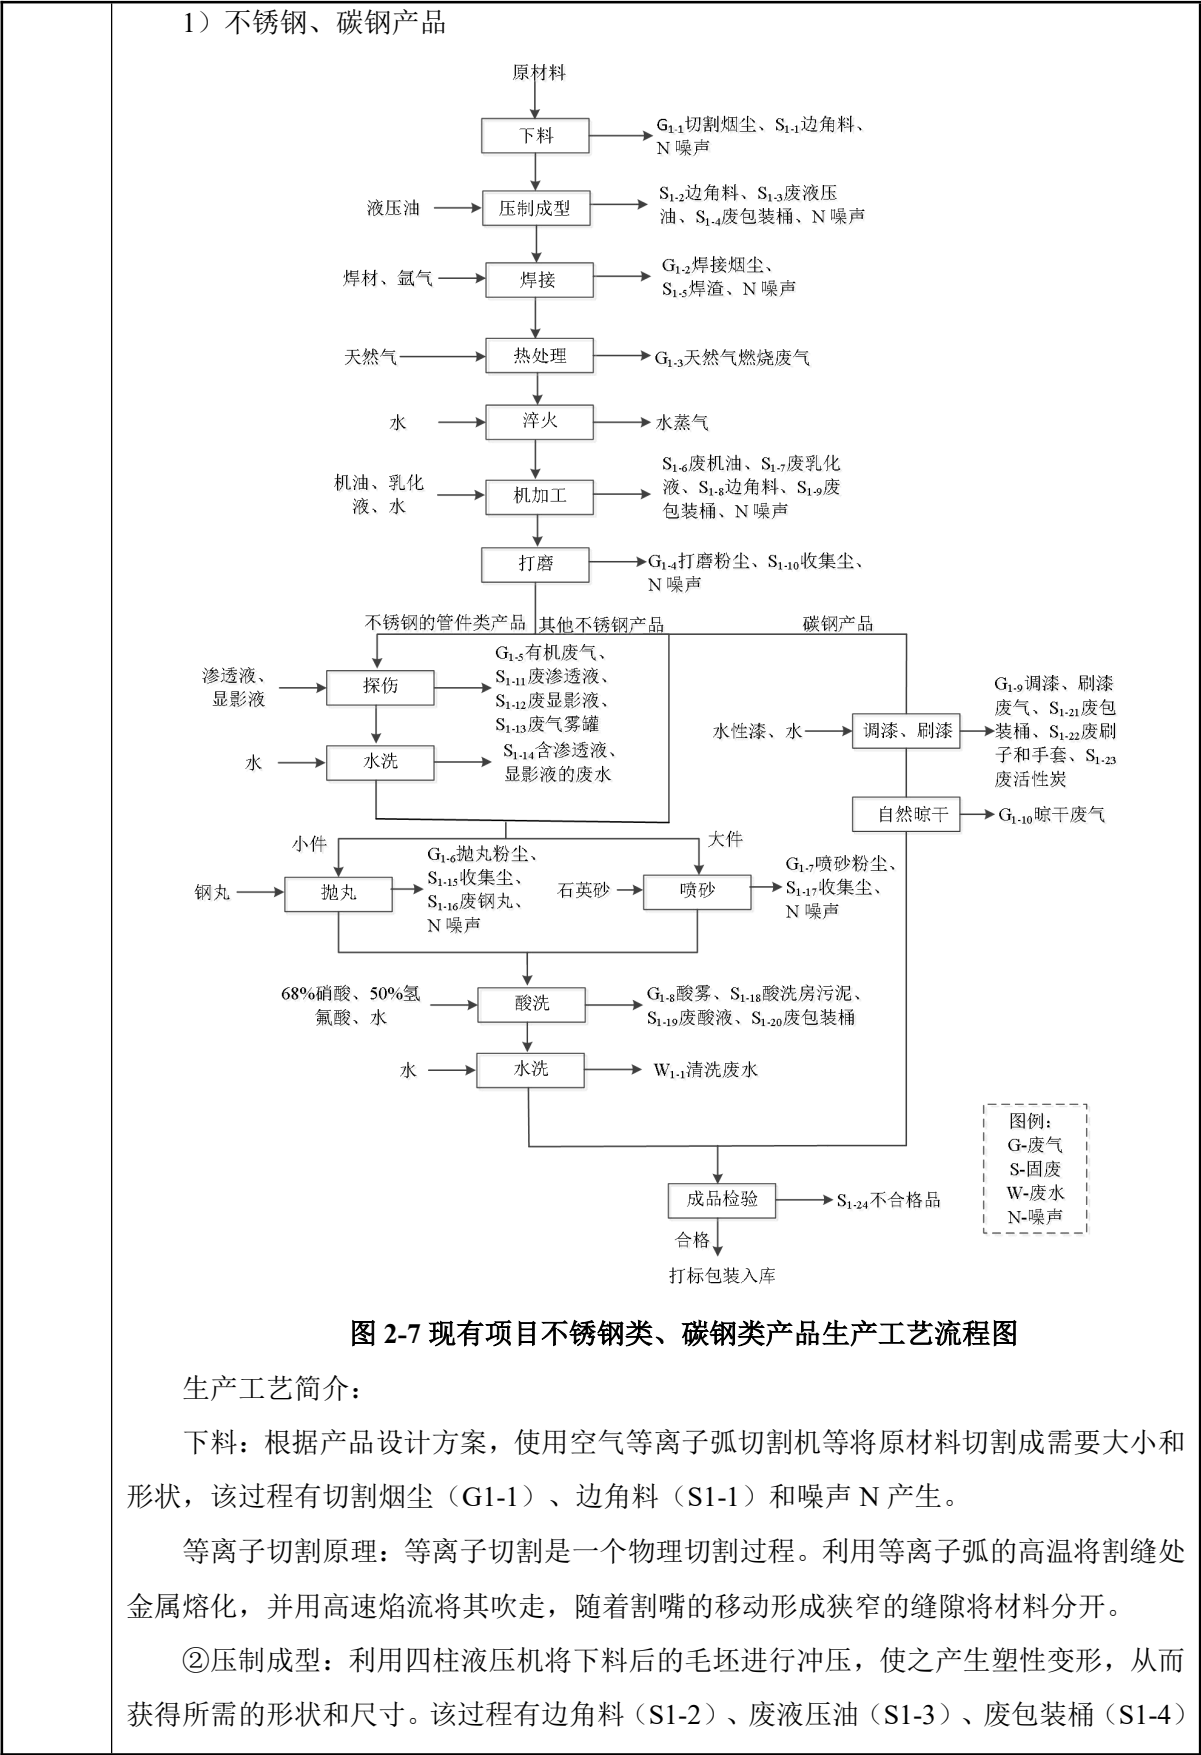 1）不锈钢、碳钢产品
原材料
下料
G1-1切割烟尘、S1-1边角料、
N 噪声
液压油
压制成型
S1-2边角料、S1-3废液压
油、S1-4废包装桶、N 噪声
焊材、氩气
焊接
G1-2焊接烟尘、
S1-5焊渣、N 噪声
天然气
热处理
G1-3天然气燃烧废气
水
淬火
水蒸气
机油、乳化
液、水
机加工
S1-6废机油、S1-7废乳化
液、S1-8边角料、S1-9废
包装桶、N 噪声
打磨
G1-4打磨粉尘、S1-10收集尘、
N 噪声
不锈钢的管件类产品
其他不锈钢产品
碳钢产品
渗透液、
显影液
探伤
G1-5有机废气、
S1-11废渗透液、
S1-12废显影液、
S1-13废气雾罐
水
水洗
S1-14含渗透液、
显影液的废水
水性漆、水
调漆、刷漆
G1-9调漆、刷漆
废气、S1-21废包
装桶、S1-22废刷
子和手套、S1-23
废活性炭
自然晾干
G1-10晾干废气
小件
大件
钢丸
抛丸
G1-6抛丸粉尘、
S1-15收集尘、
S1-16废钢丸、
N 噪声
石英砂
喷砂
G1-7喷砂粉尘、
S1-17收集尘、
N 噪声
68%硝酸、50%氢
氟酸、水
酸洗
G1-8酸雾、S1-18酸洗房污泥、
S1-19废酸液、S1-20废包装桶
水
水洗
W1-1清洗废水
图例：
G-废气
S-固废
W-废水
N-噪声
成品检验
S1-24不合格品
合格
打标包装入库
图 2-7 现有项目不锈钢类、碳钢类产品生产工艺流程图
生产工艺简介：
下料：根据产品设计方案，使用空气等离子弧切割机等将原材料切割成需要大小和
形状，该过程有切割烟尘（G1-1）、边角料（S1-1）和噪声 N 产生。
等离子切割原理：等离子切割是一个物理切割过程。利用等离子弧的高温将割缝处
金属熔化，并用高速焰流将其吹走，随着割嘴的移动形成狭窄的缝隙将材料分开。
②压制成型：利用四柱液压机将下料后的毛坯进行冲压，使之产生塑性变形，从而
获得所需的形状和尺寸。该过程有边角料（S1-2）、废液压油（S1-3）、废包装桶（S1-4）